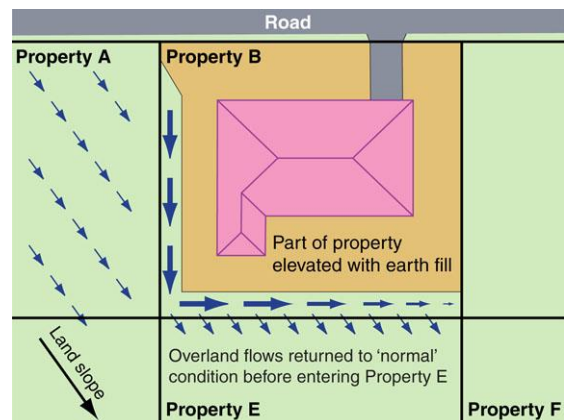 Road
Property A
Property B
Part of property
elevated with earth fill
Land slope
Overland flows returned to ‘normal’
condition before entering Property E
Property E
Property F